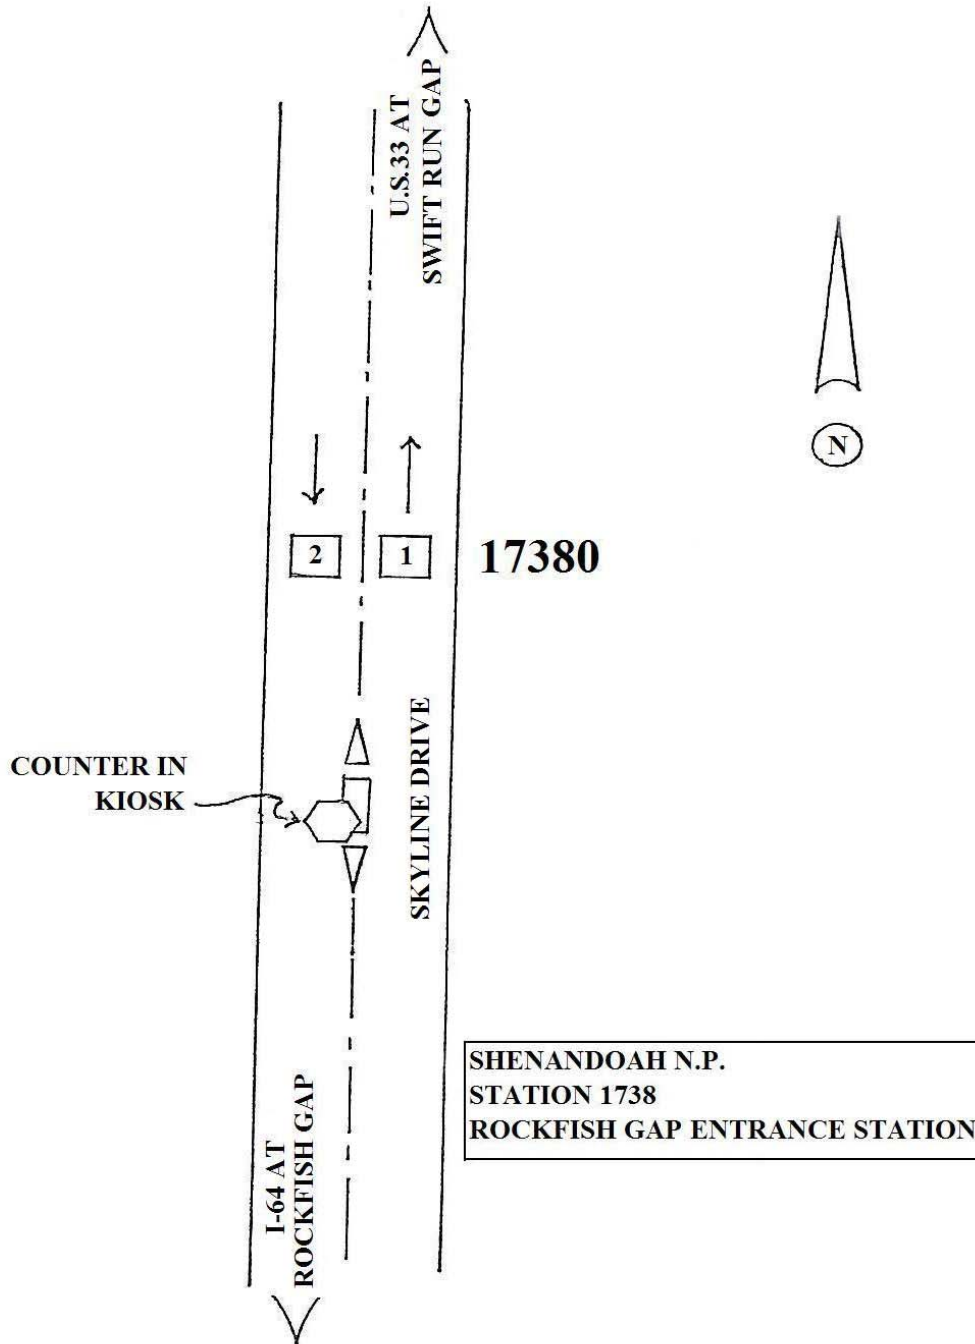 U.S.33 AT
SWIFT RUN GAP
N
2
1
17380
SKYLINE DRIVE
COUNTER IN
KIOSK
SHENANDOAH N.P.
STATION 1738
ROCKFISH GAP ENTRANCE STATION
I-64 AT
ROCKFISH GAP